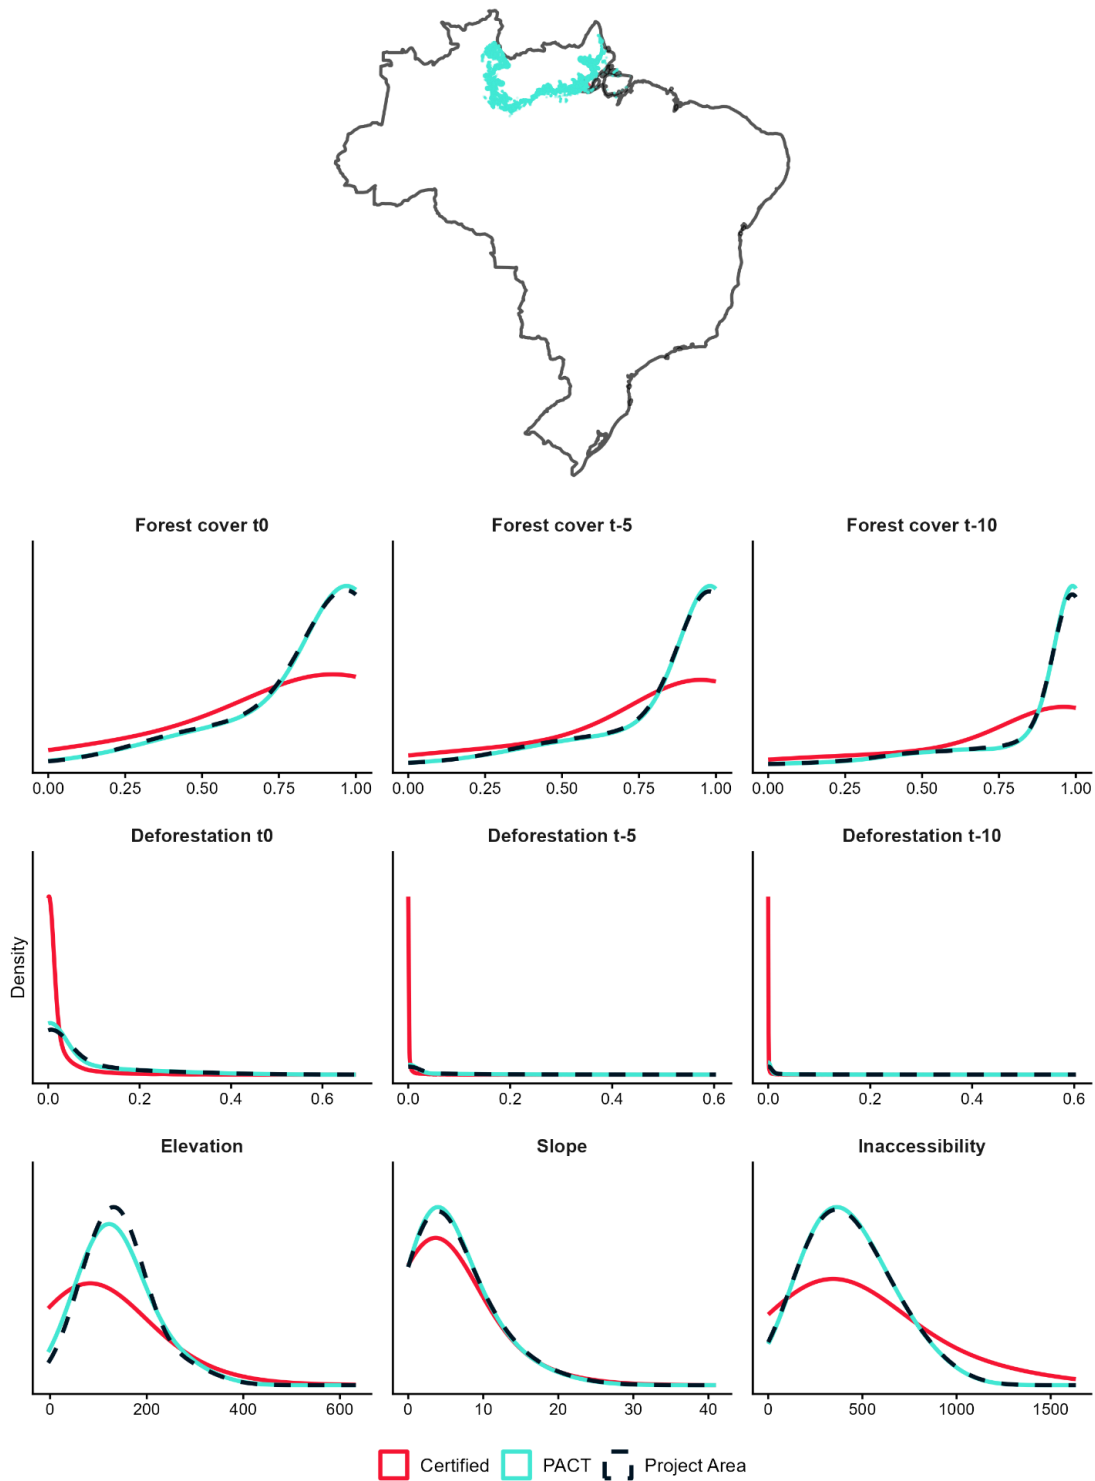 Forest cover t0
Forest cover t-5
Forest cover t-10
0.00 0.25 0.50 0.75 1.00
0.00 0.25 0.50 0.75 1.00
0.00 0.25 0.50 0.75 1.00
Deforestation t0
Deforestation t-5
Deforestation t-10
Density
0.0 0.2 0.4 0.6
0.0 0.2 0.4 0.6
0.0 0.2 0.4 0.6
Elevation
Slope
Inaccessibility
0 200 400 600
0 10 20 30 40
0 500 1000 1500
Certified PACT Project Area